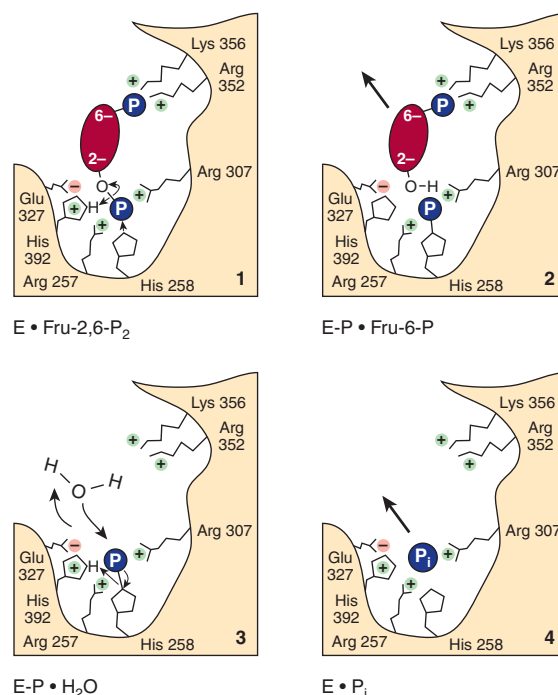 Lys 356
Arg
352
+
P
+
6–
2–
O
Arg 307
Glu
327
–
+
H
P
+
+
His
392
Arg 257
His 258
1
E • Fru-2,6-P₂
Lys 356
Arg
352
+
P
+
6–
2–
O–H
Arg 307
Glu
327
–
P
+
+
His
392
Arg 257
His 258
2
E-P • Fru-6-P
Lys 356
Arg
352
+
+
H
O
H
Arg 307
Glu
327
–
+
H
P
+
+
His
392
Arg 257
His 258
3
E-P • H₂O
Lys 356
Arg
352
+
+
Arg 307
Glu
327
–
+
Pᵢ
+
+
His
392
Arg 257
His 258
4
E • Pᵢ